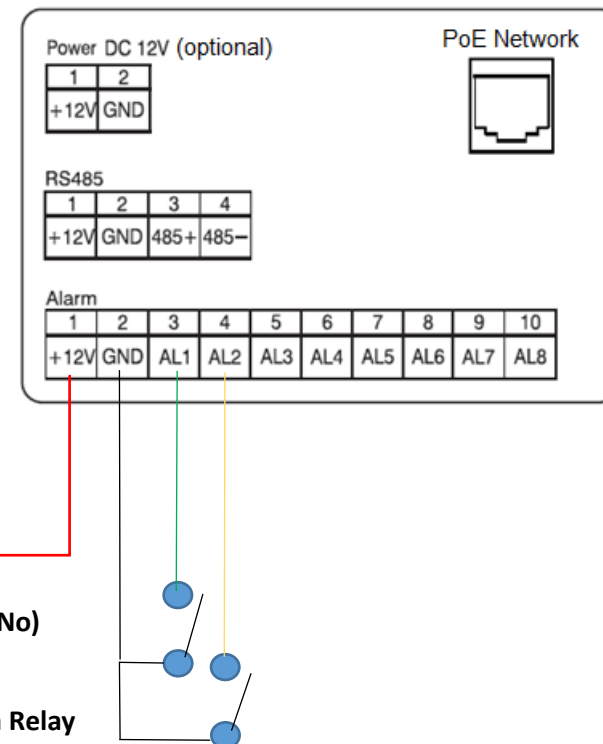 Power DC 12V (optional)
PoE Network
1 2
+12V GND
RS485
1 2 3 4
+12V GND 485+ 485−
Alarm
1 2 3 4 5 6 7 8 9 10
+12V GND AL1 AL2 AL3 AL4 AL5 AL6 AL7 AL8
No)
Relay